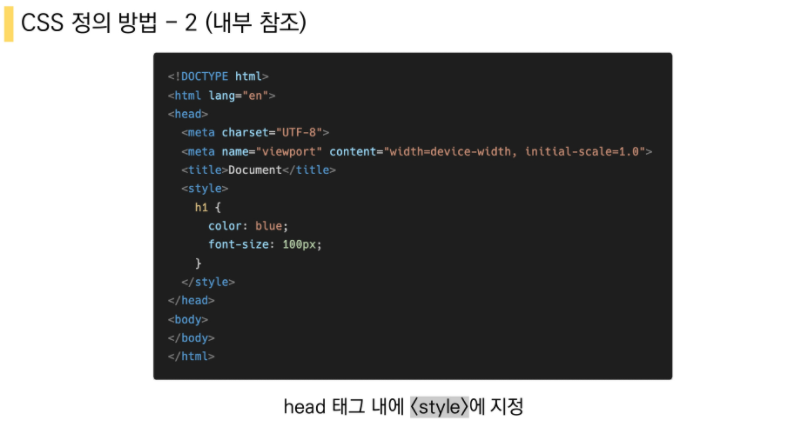 CSS 정의 방법 – 2 (내부 참조)
<!DOCTYPE html>
<html lang="en">
<head>
  <meta charset="UTF-8">
  <meta name="viewport" content="width=device-width, initial-scale=1.0">
  <title>Document</title>
  <style>
    h1 {
      color: blue;
      font-size: 100px;
    }
  </style>
</head>
<body>
</body>
</html>
head 태그 내에 〈style〉에 지정